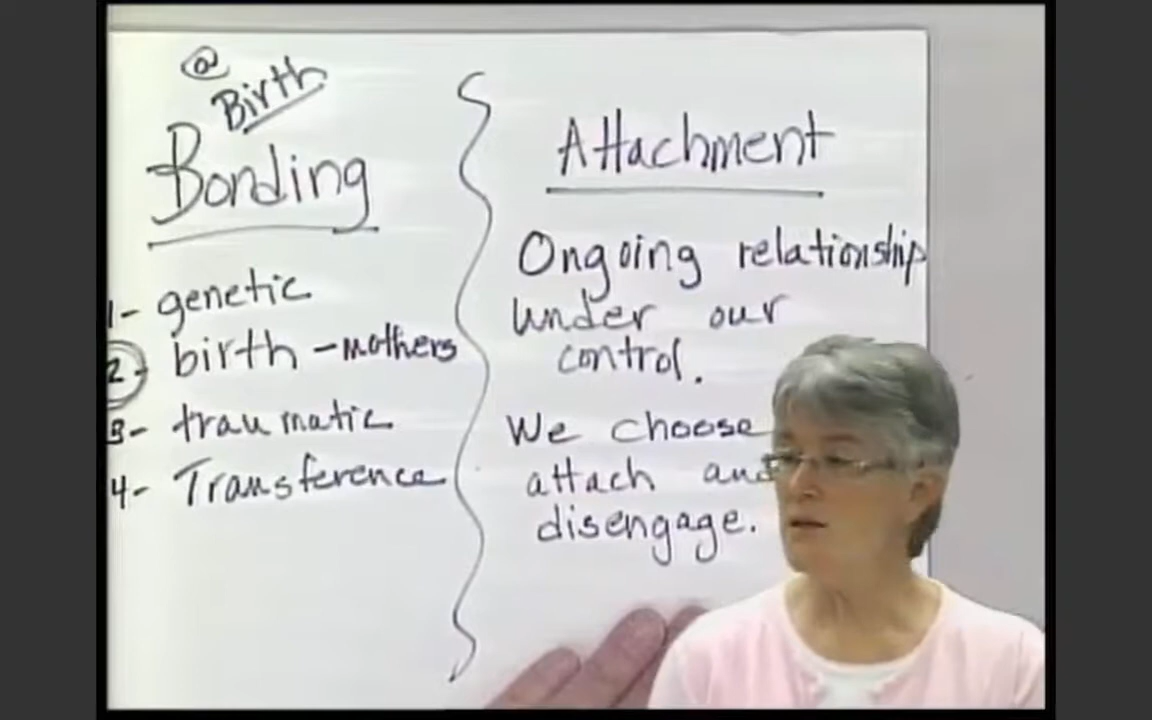 @
Birth
Bonding
1- genetic
2- birth - mothers
3- traumatic
4- Transference
Attachment
Ongoing relationship
under our
control.
We choose
attach and
disengage.